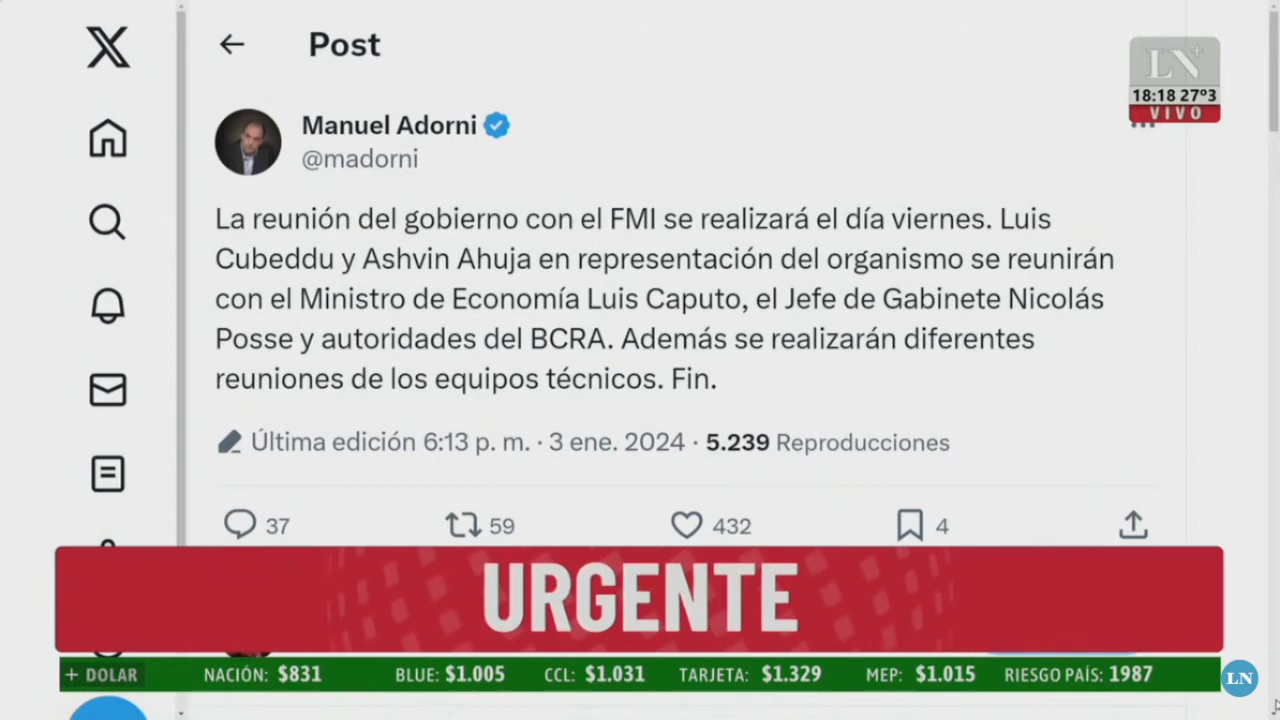 Post
LN+
18:18 27º3
VIVO
Manuel Adorni
@madorni
La reunión del gobierno con el FMI se realizará el día viernes. Luis
Cubeddu y Ashvin Ahuja en representación del organismo se reunirán
con el Ministro de Economía Luis Caputo, el Jefe de Gabinete Nicolás
Posse y autoridades del BCRA. Además se realizarán diferentes
reuniones de los equipos técnicos. Fin.
Última edición 6:13 p. m. · 3 ene. 2024 · 5.239 Reproducciones
37 59 432 4
URGENTE
+ DOLAR NACIÓN: $831 BLUE: $1.005 CCL: $1.031 TARJETA: $1.329 MEP: $1.015 RIESGO PAÍS: 1987
LN